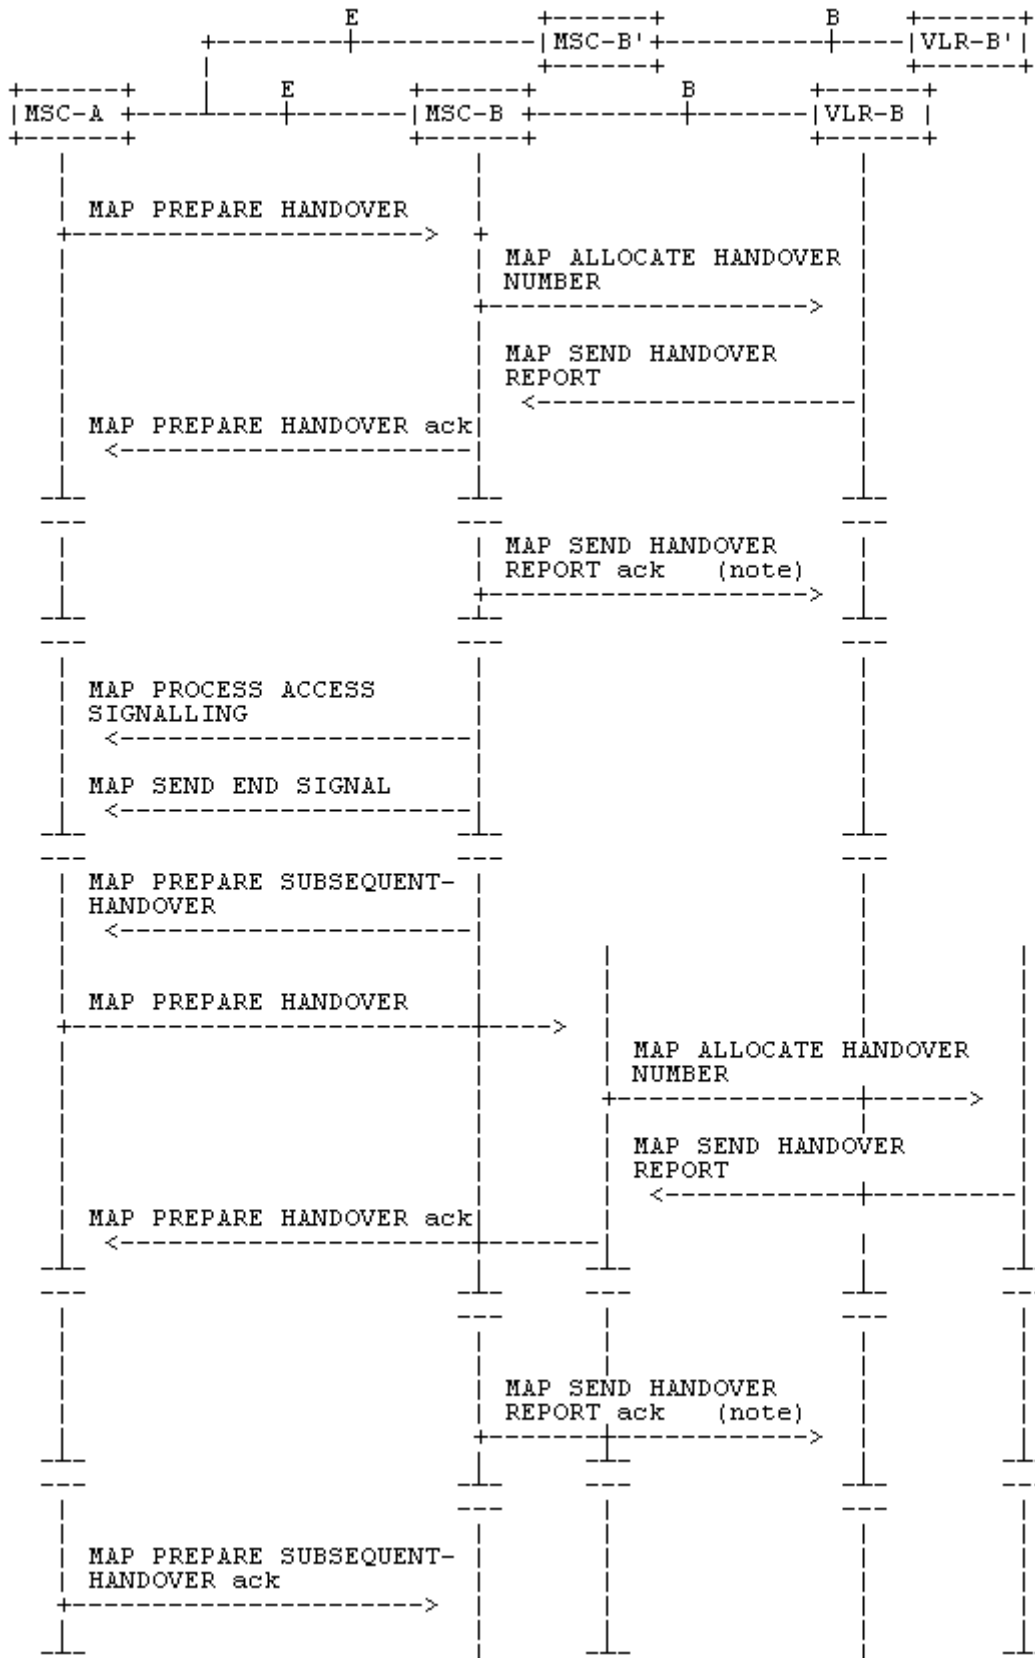 E B
MSC-B' VLR-B'
E B
MSC-A MSC-B VLR-B
MAP PREPARE HANDOVER
MAP ALLOCATE HANDOVER
NUMBER
MAP SEND HANDOVER
REPORT
MAP PREPARE HANDOVER ack
MAP SEND HANDOVER
REPORT ack (note)
MAP PROCESS ACCESS
SIGNALLING
MAP SEND END SIGNAL
MAP PREPARE SUBSEQUENT-
HANDOVER
MAP PREPARE HANDOVER
MAP ALLOCATE HANDOVER
NUMBER
MAP SEND HANDOVER
REPORT
MAP PREPARE HANDOVER ack
MAP SEND HANDOVER
REPORT ack (note)
MAP PREPARE SUBSEQUENT-
HANDOVER ack